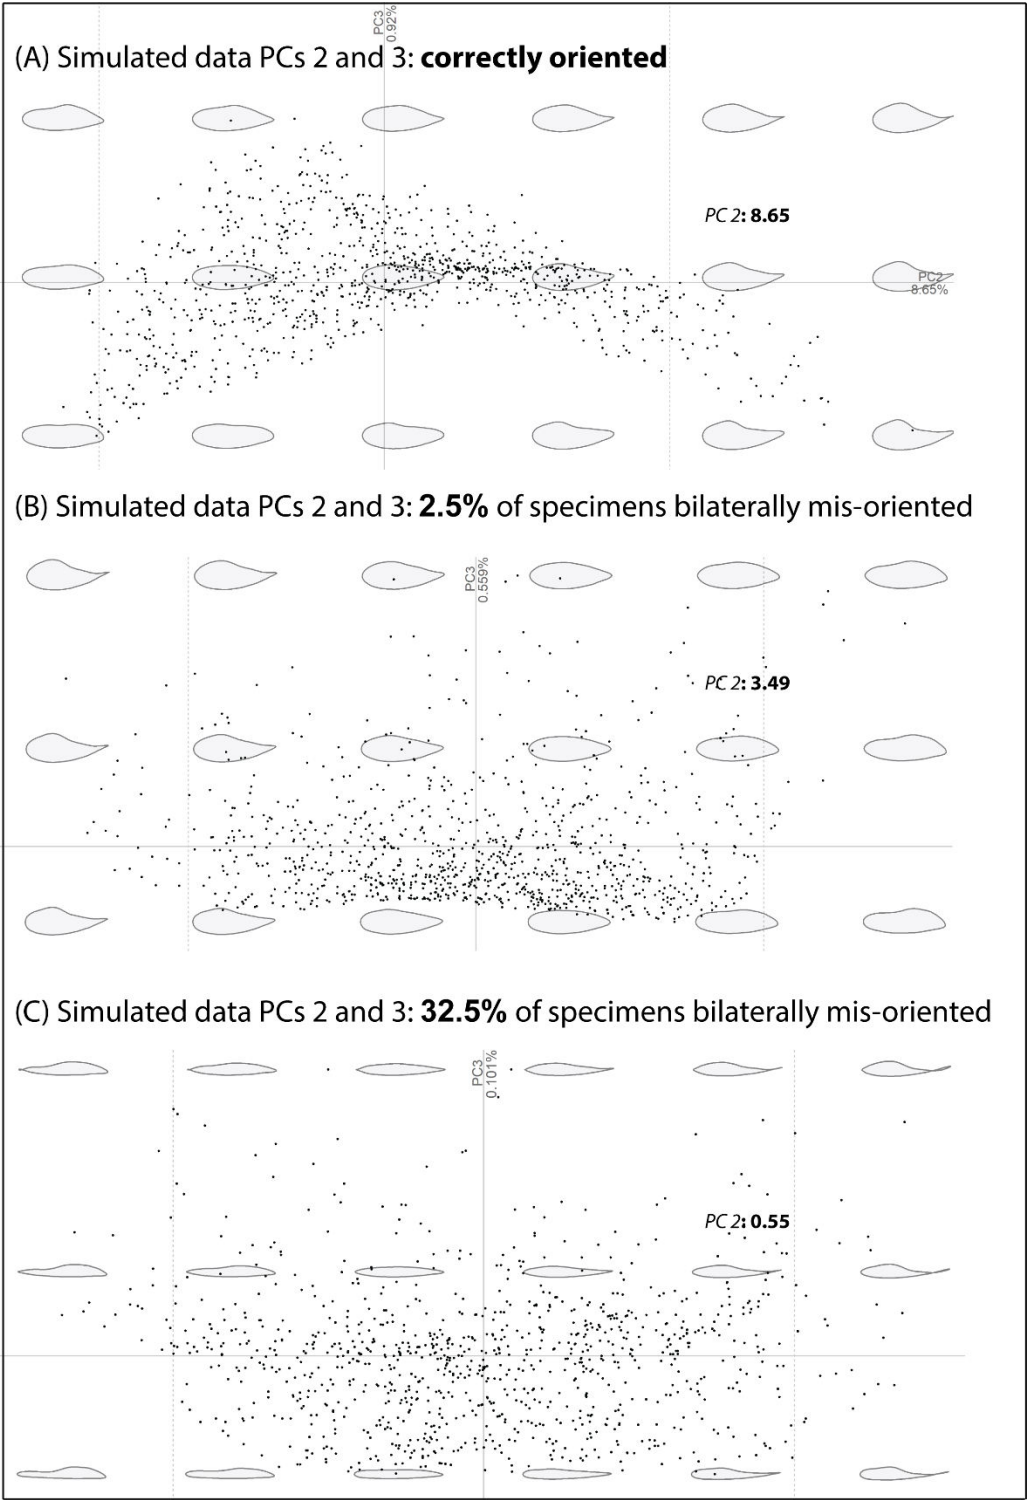 PC3
0.92%
(A) Simulated data PCs 2 and 3: correctly oriented
PC 2: 8.65
PC2
8.65%
(B) Simulated data PCs 2 and 3: 2.5% of specimens bilaterally mis-oriented
PC3
0.559%
PC 2: 3.49
(C) Simulated data PCs 2 and 3: 32.5% of specimens bilaterally mis-oriented
PC3
0.101%
PC 2: 0.55